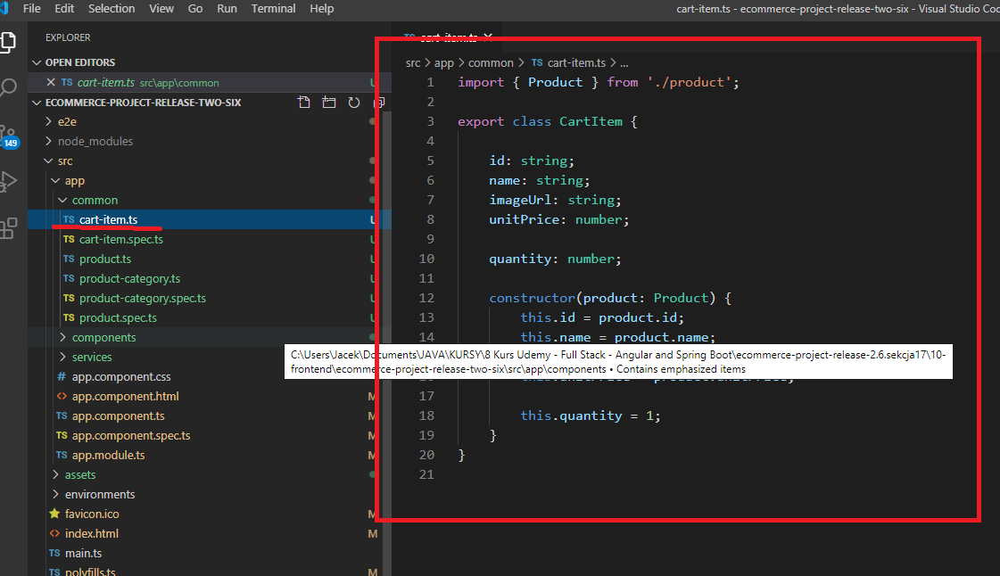 File Edit Selection View Go Run Terminal Help
cart-item.ts - ecommerce-project-release-two-six - Visual Studio Coc
EXPLORER
OPEN EDITORS
TS cart-item.ts src\app\common U
ECOMMERCE-PROJECT-RELEASE-TWO-SIX
e2e
node_modules
149
src
app
common
TS cart-item.ts U
TS cart-item.spec.ts U
TS product.ts U
TS product-category.ts U
TS product-category.spec.ts U
TS product.spec.ts U
components
services
# app.component.css
<> app.component.html M
TS app.component.ts M
TS app.component.spec.ts M
TS app.module.ts M
assets
environments
favicon.ico M
<> index.html M
TS main.ts
TS polyfills.ts M
TS cart-item.ts
src > app > common > TS cart-item.ts > ...
1 import { Product } from './product';
2
3 export class CartItem {
4
5 id: string;
6 name: string;
7 imageUrl: string;
8 unitPrice: number;
9
10 quantity: number;
11
12 constructor(product: Product) {
13 this.id = product.id;
14 this.name = product.name;
C:\Users\Jacek\Documents\JAVA\KURSY\8 Kurs Udemy - Full Stack - Angular and Spring Boot\ecommerce-project-release-2.6.sekcja17\10-
frontend\ecommerce-project-release-two-six\src\app\components • Contains emphasized items
17
18 this.quantity = 1;
19 }
20 }
21